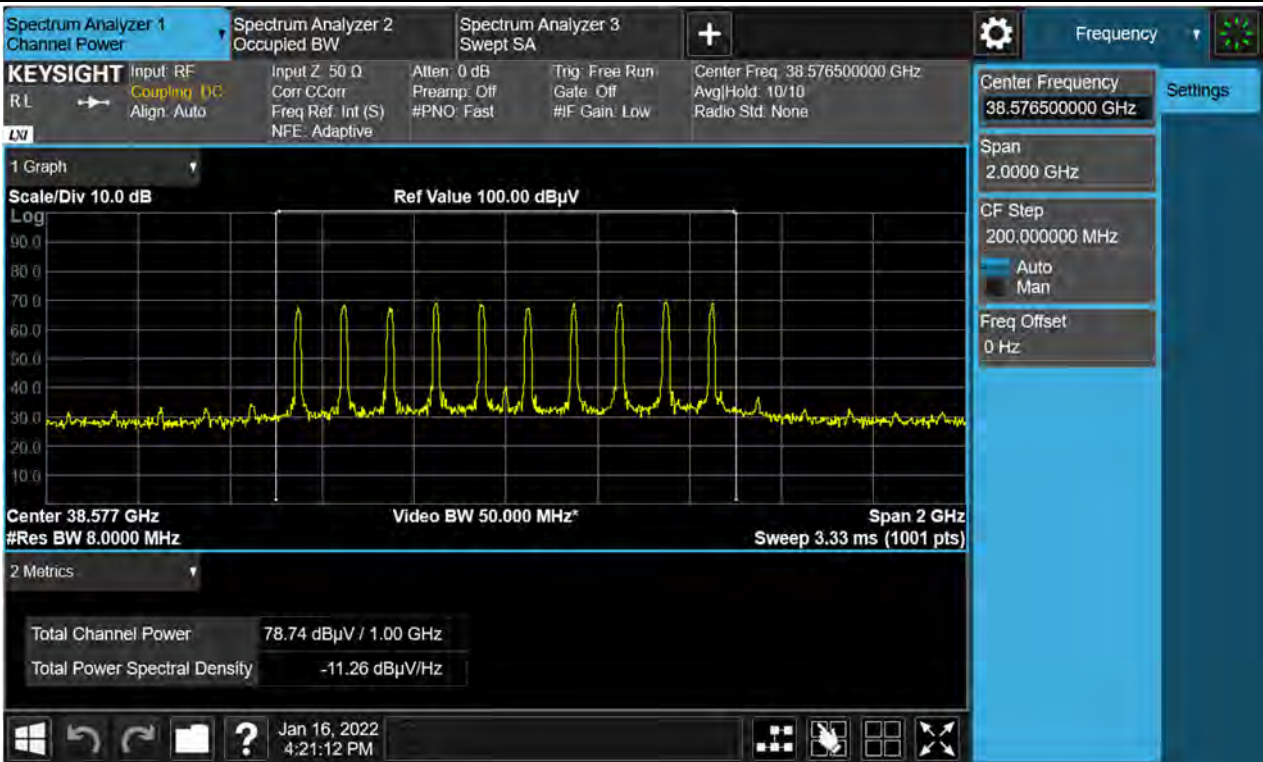 Spectrum Analyzer 1
Channel Power
Spectrum Analyzer 2
Occupied BW
Spectrum Analyzer 3
Swept SA
Frequency
KEYSIGHT
RL
LXI
Input: RF
Coupling: DC
Align: Auto
Input Z: 50 Ω
Corr CCorr
Freq Ref: Int (S)
NFE: Adaptive
Atten: 0 dB
Preamp: Off
#PNO: Fast
Trig: Free Run
Gate: Off
#IF Gain: Low
Center Freq: 38.576500000 GHz
Avg|Hold: 10/10
Radio Std: None
Center Frequency
38.576500000 GHz
Settings
Span
2.0000 GHz
CF Step
200.000000 MHz
Auto
Man
Freq Offset
0 Hz
1 Graph
Scale/Div 10.0 dB
Ref Value 100.00 dBµV
Log
90.0
80.0
70.0
60.0
50.0
40.0
30.0
20.0
10.0
Center 38.577 GHz
Video BW 50.000 MHz*
Span 2 GHz
#Res BW 8.0000 MHz
Sweep 3.33 ms (1001 pts)
2 Metrics
Total Channel Power
78.74 dBµV / 1.00 GHz
Total Power Spectral Density
-11.26 dBµV/Hz
Jan 16, 2022
4:21:12 PM